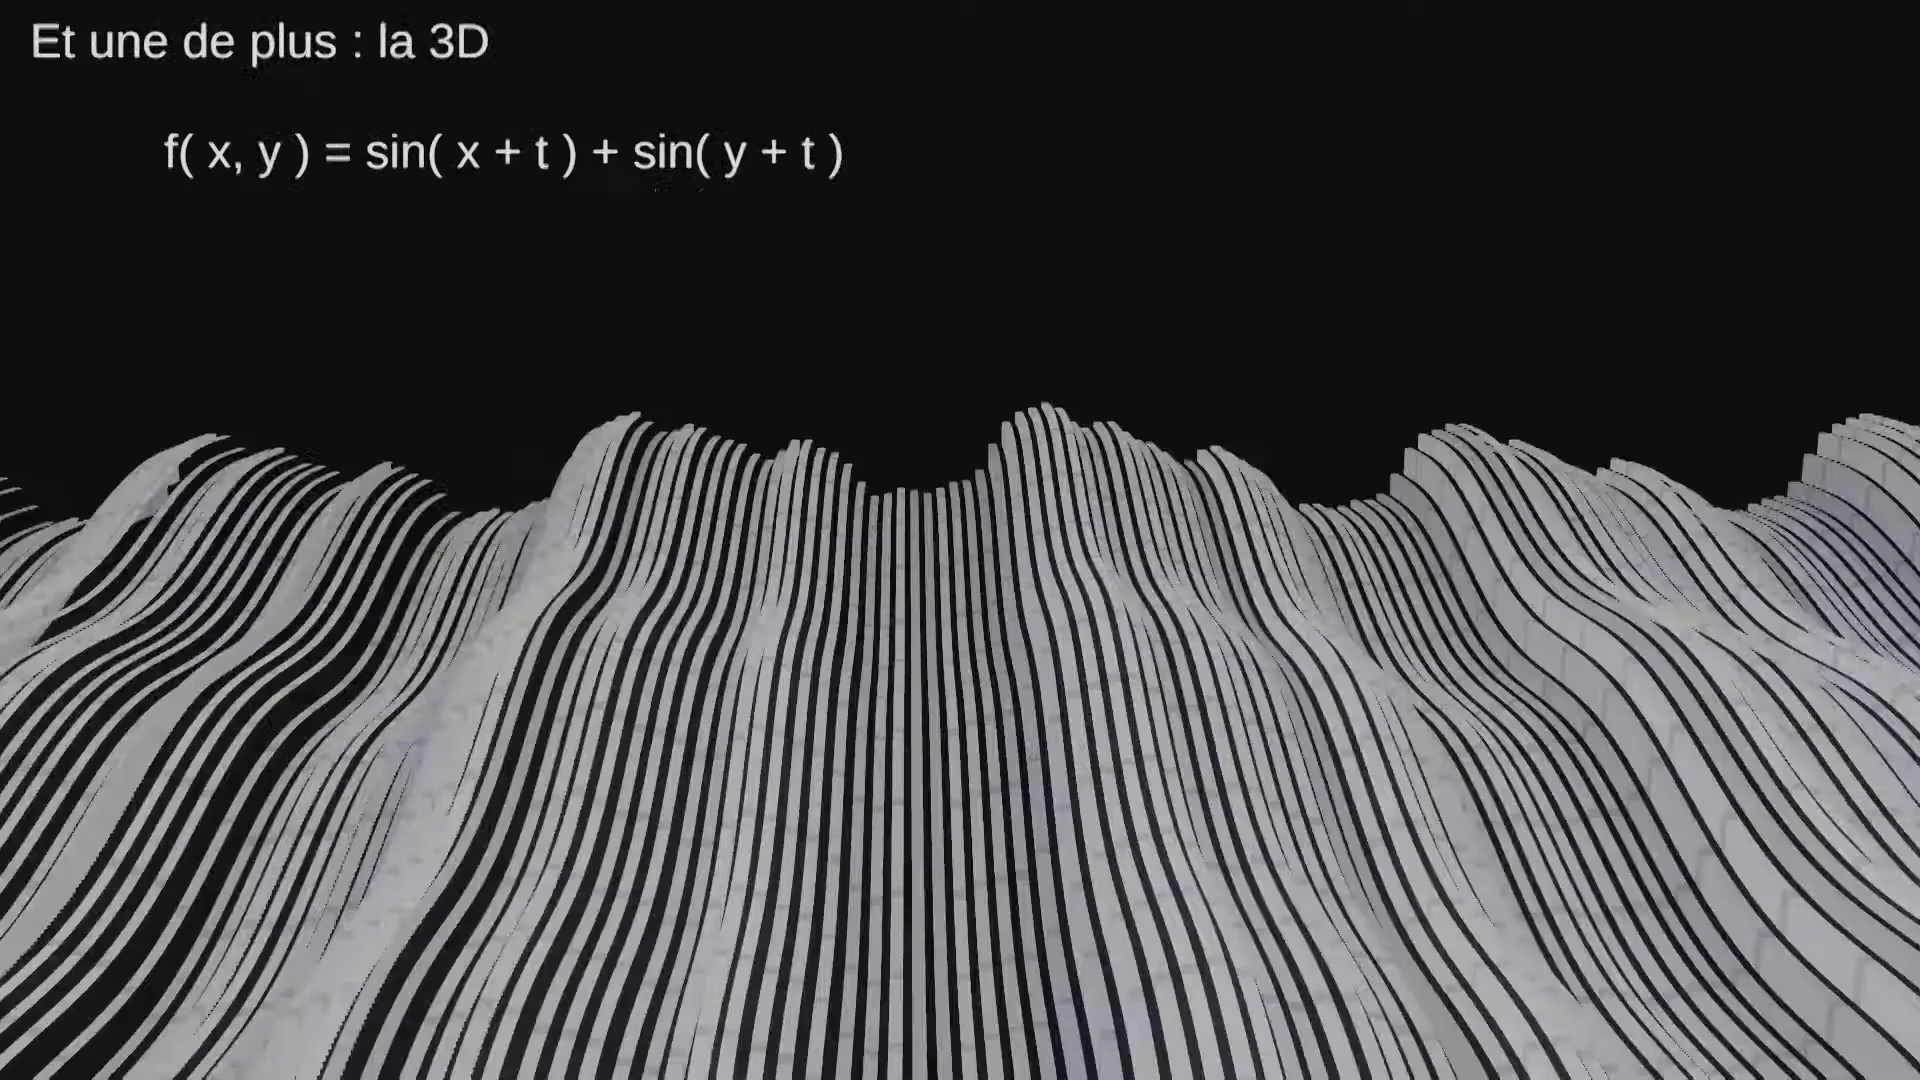 Et une de plus : la 3D
f( x, y ) = sin( x + t ) + sin( y + t )